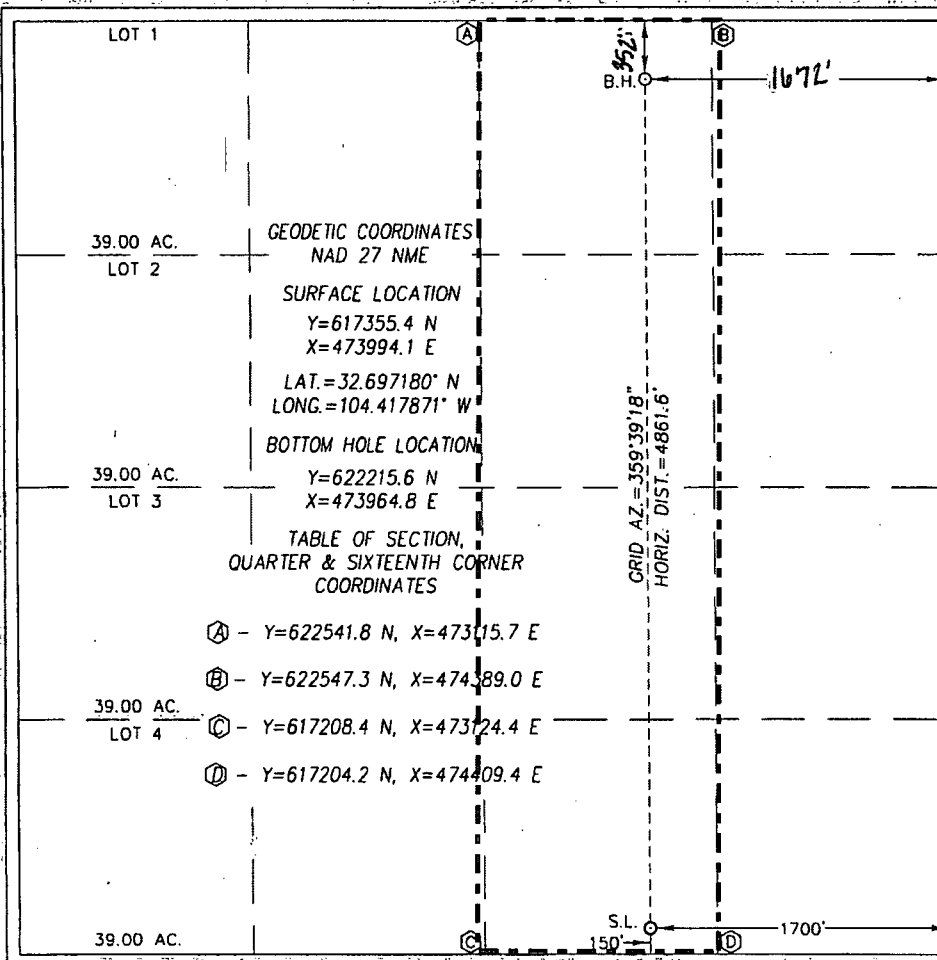 LOT 1
A
B
352'
B.H.
1672'
39.00 AC.
LOT 2
GEODETIC COORDINATES
NAD 27 NME
SURFACE LOCATION
Y=617355.4 N
X=473994.1 E
LAT.=32.697180° N
LONG.=104.417871° W
BOTTOM HOLE LOCATION
Y=622215.6 N
X=473964.8 E
39.00 AC.
LOT 3
GRID AZ.=359°39'18"
HORIZ. DIST.=4861.6'
TABLE OF SECTION,
QUARTER & SIXTEENTH CORNER
COORDINATES
A - Y=622541.8 N, X=473115.7 E
B - Y=622547.3 N, X=474389.0 E
39.00 AC.
LOT 4
C - Y=617208.4 N, X=473124.4 E
D - Y=617204.2 N, X=474409.4 E
S.L.
1700'
150'
39.00 AC.
C
D